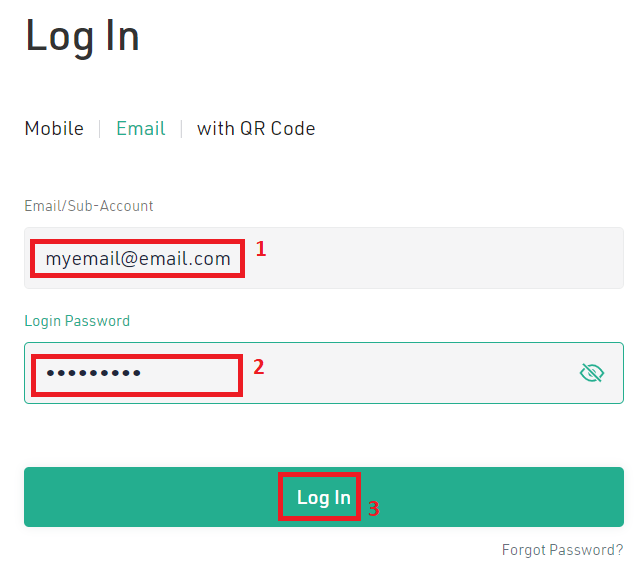 Log In
Mobile | Email | with QR Code
Email/Sub-Account
myemail@email.com 1
Login Password
••••••••• 2
Log In 3
Forgot Password?